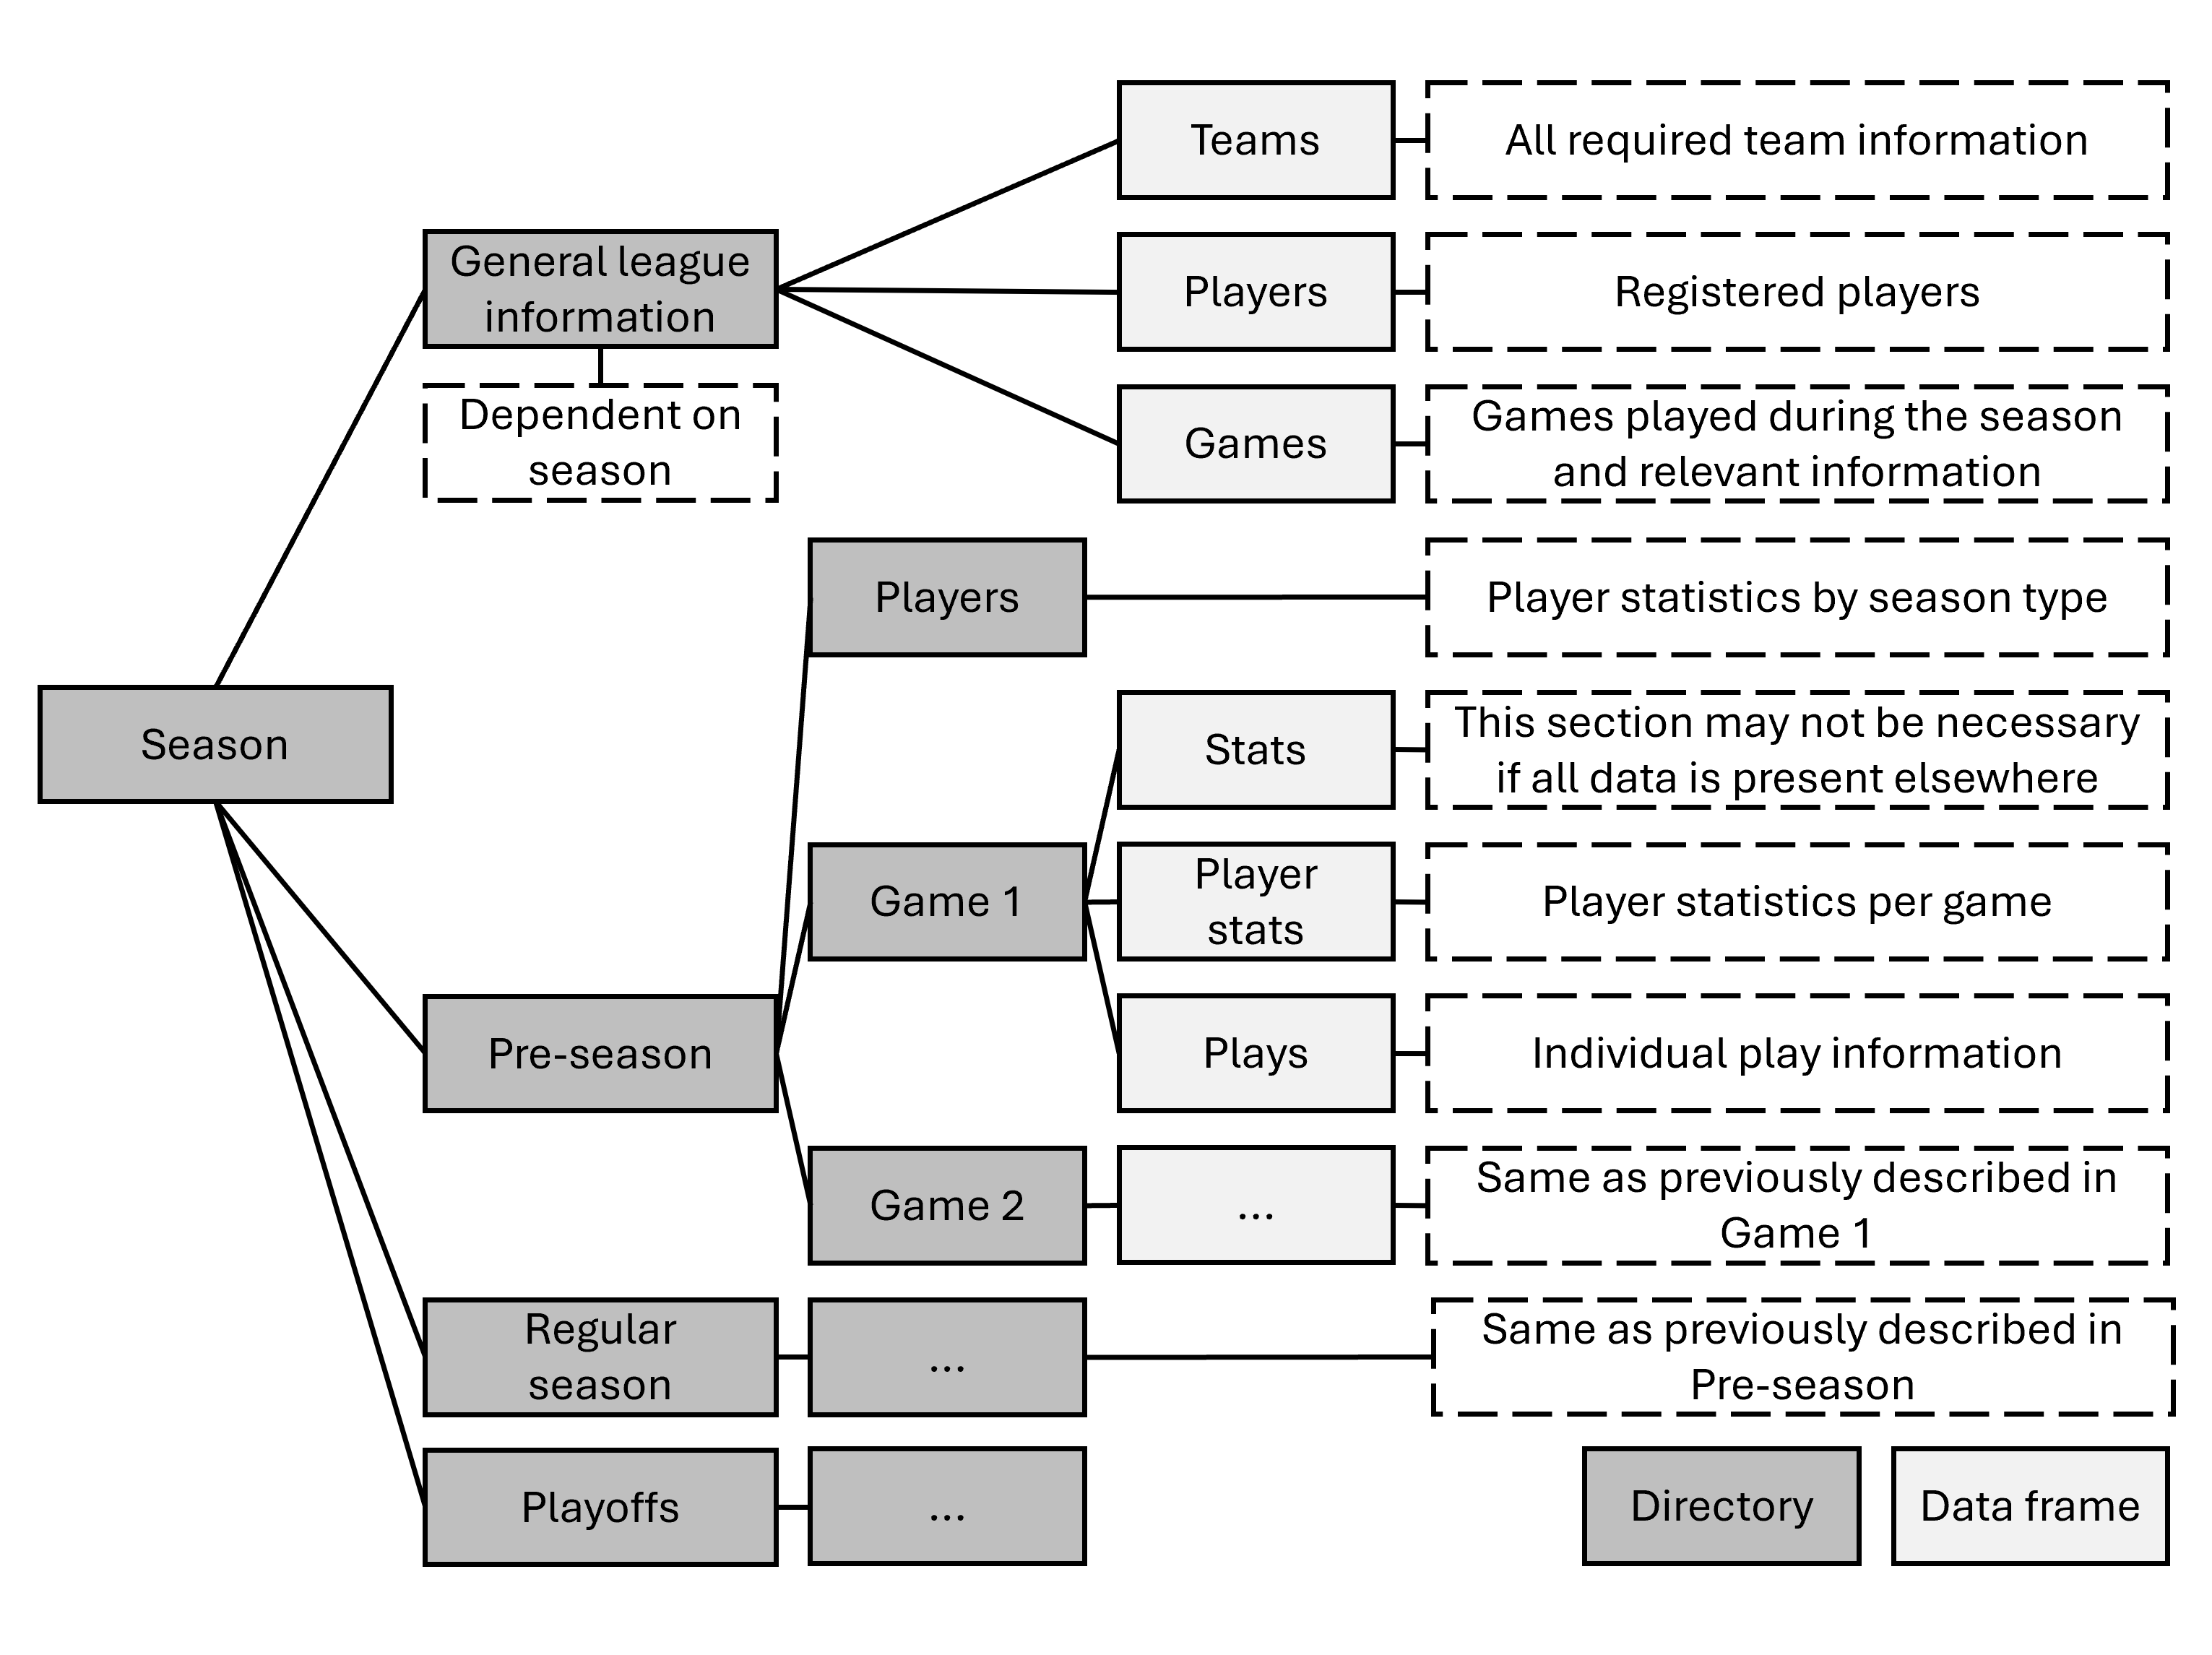 Teams
All required team information
General league
information
Players
Registered players
Dependent on
season
Games
Games played during the season
and relevant information
Players
Player statistics by season type
Season
Stats
This section may not be necessary
if all data is present elsewhere
Game 1
Player
stats
Player statistics per game
Pre-season
Plays
Individual play information
Game 2
...
Same as previously described in
Game 1
Regular
season
...
Same as previously described in
Pre-season
Playoffs
...
Directory
Data frame